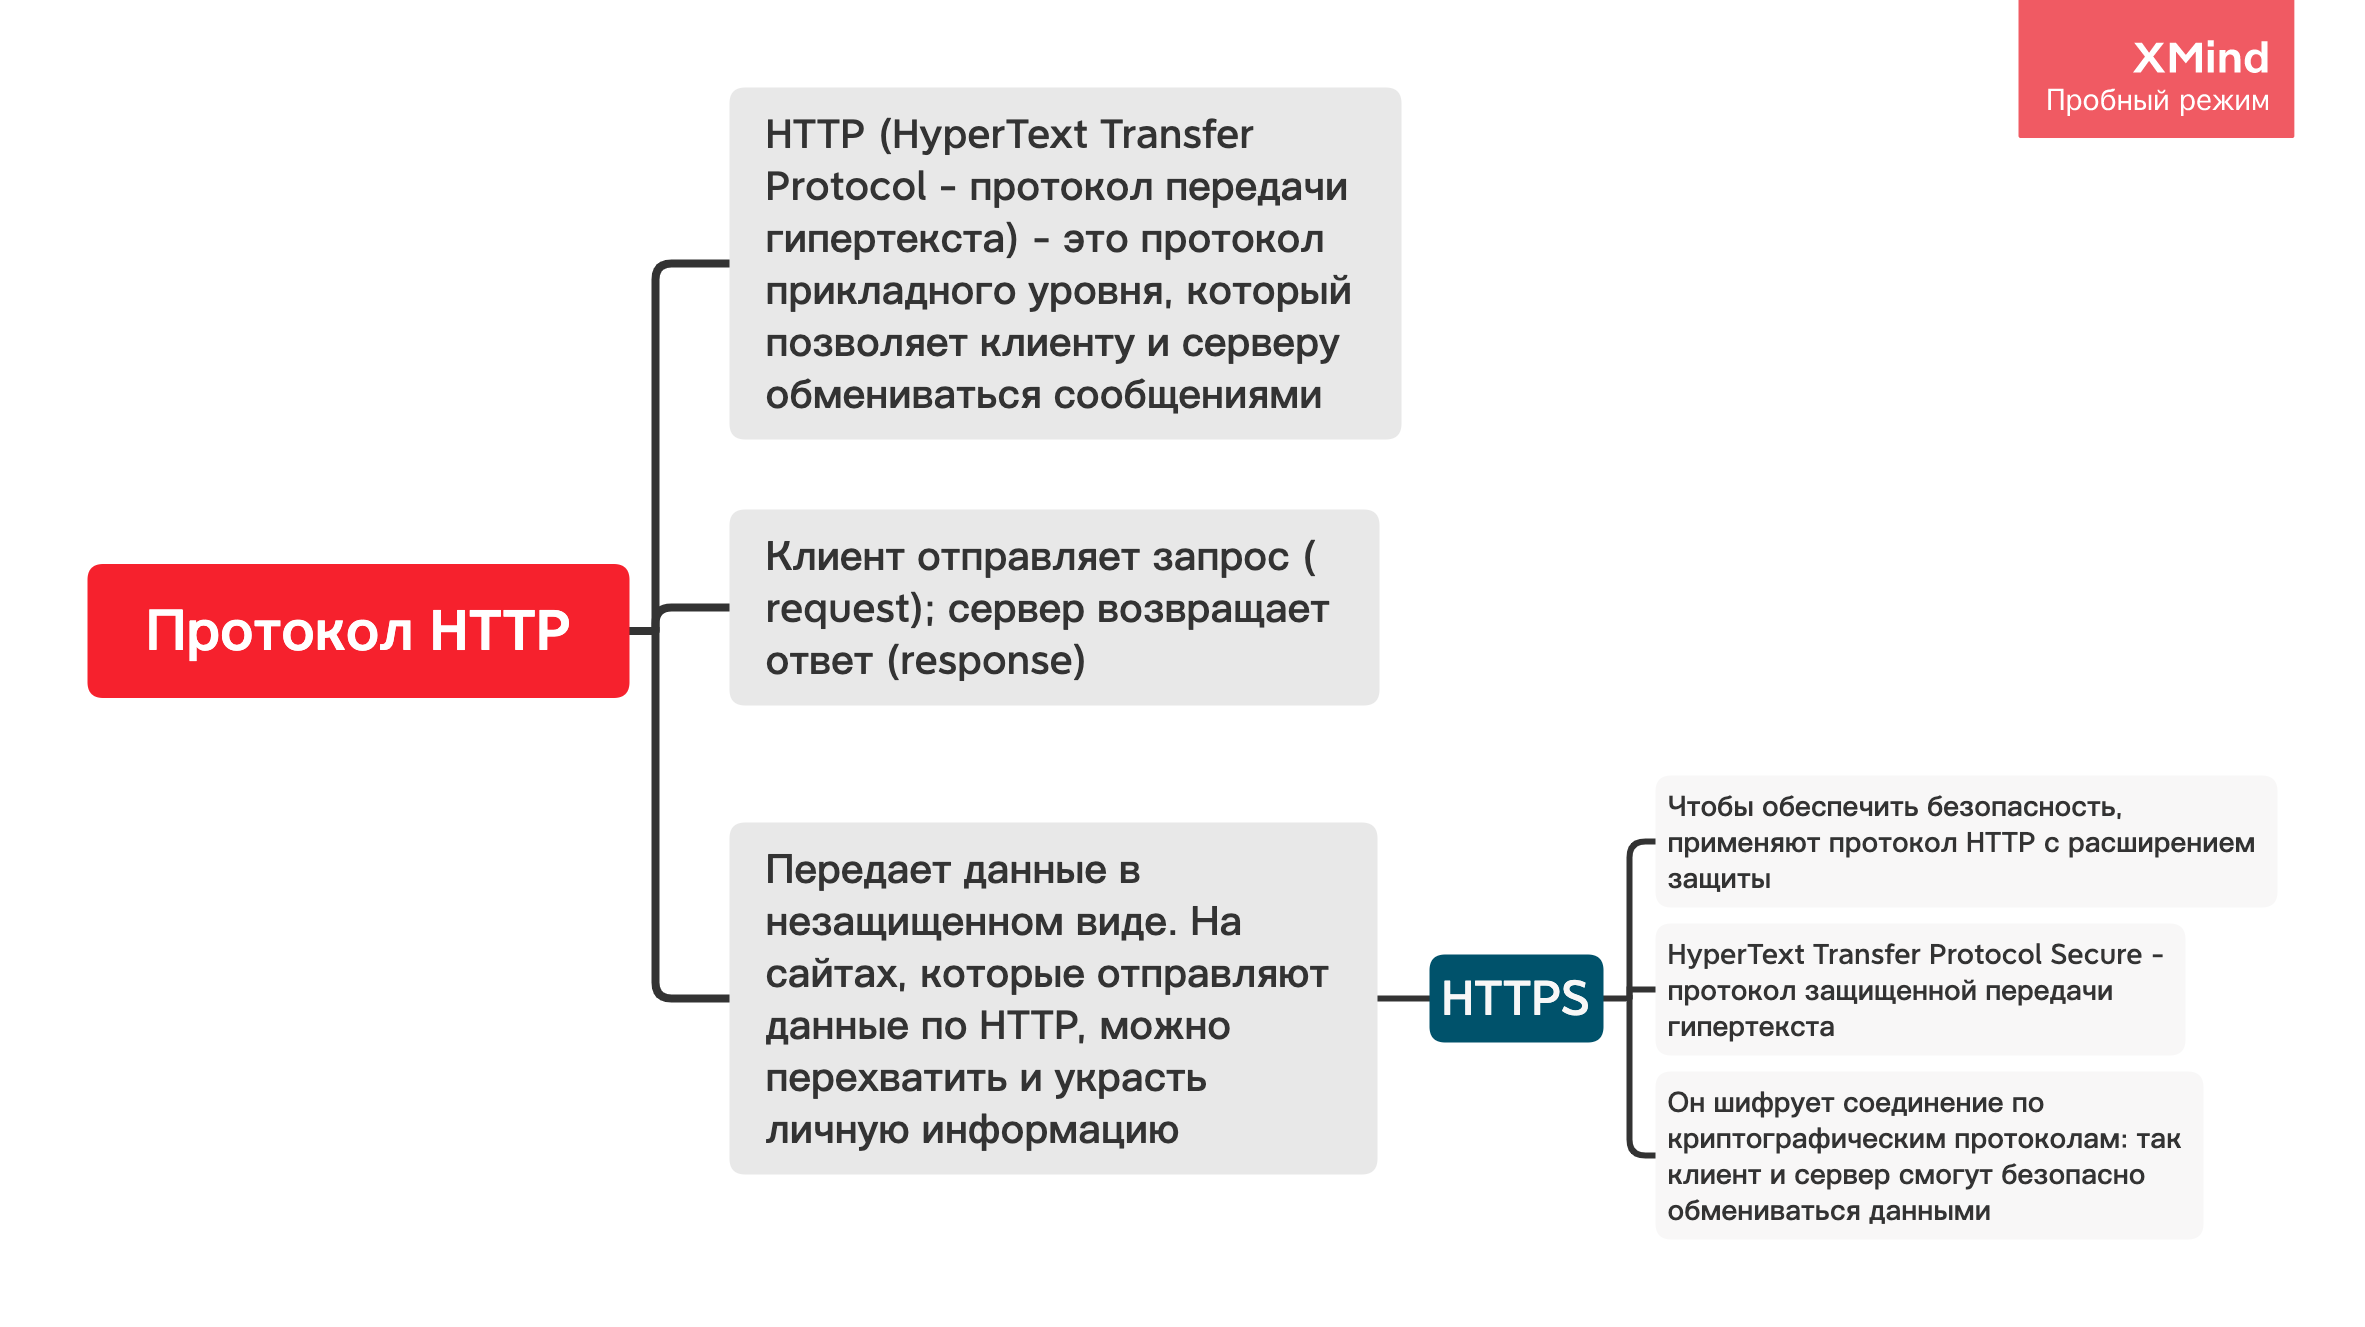 XMind
Пробный режим
HTTP (HyperText Transfer
Protocol - протокол передачи
гипертекста) - это протокол
прикладного уровня, который
позволяет клиенту и серверу
обмениваться сообщениями
Протокол HTTP
Клиент отправляет запрос (
request); сервер возвращает
ответ (response)
Передает данные в
незащищенном виде. На
сайтах, которые отправляют
данные по HTTP, можно
перехватить и украсть
личную информацию
HTTPS
Чтобы обеспечить безопасность,
применяют протокол HTTP с расширением
защиты
HyperText Transfer Protocol Secure -
протокол защищенной передачи
гипертекста
Он шифрует соединение по
криптографическим протоколам: так
клиент и сервер смогут безопасно
обмениваться данными